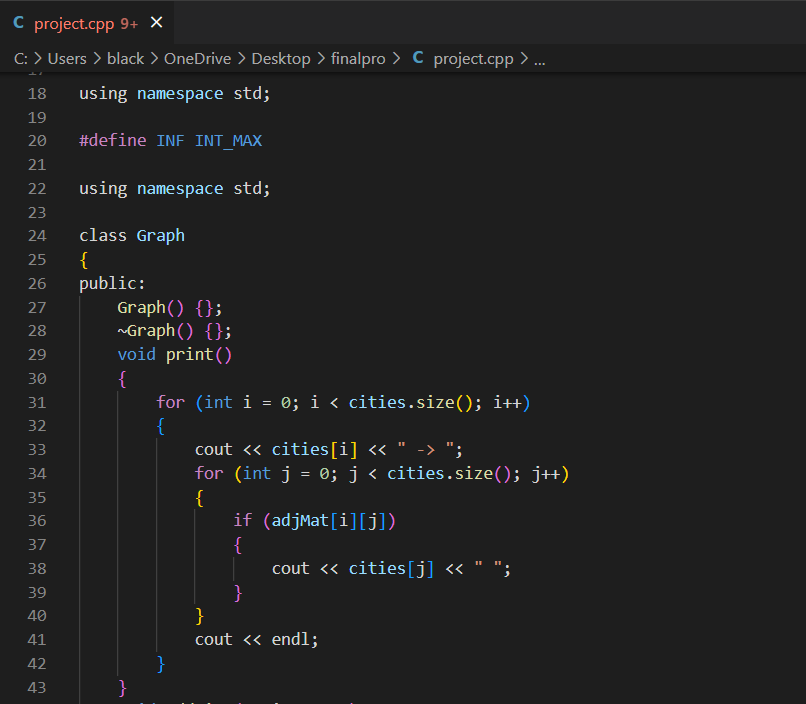 C project.cpp 9+ ×
C: > Users > black > OneDrive > Desktop > finalpro > C project.cpp > ...
18 using namespace std;
19
20 #define INF INT_MAX
21
22 using namespace std;
23
24 class Graph
25 {
26 public:
27 Graph() {};
28 ~Graph() {};
29 void print()
30 {
31 for (int i = 0; i < cities.size(); i++)
32 {
33 cout << cities[i] << " -> ";
34 for (int j = 0; j < cities.size(); j++)
35 {
36 if (adjMat[i][j])
37 {
38 cout << cities[j] << " ";
39 }
40 }
41 cout << endl;
42 }
43 }